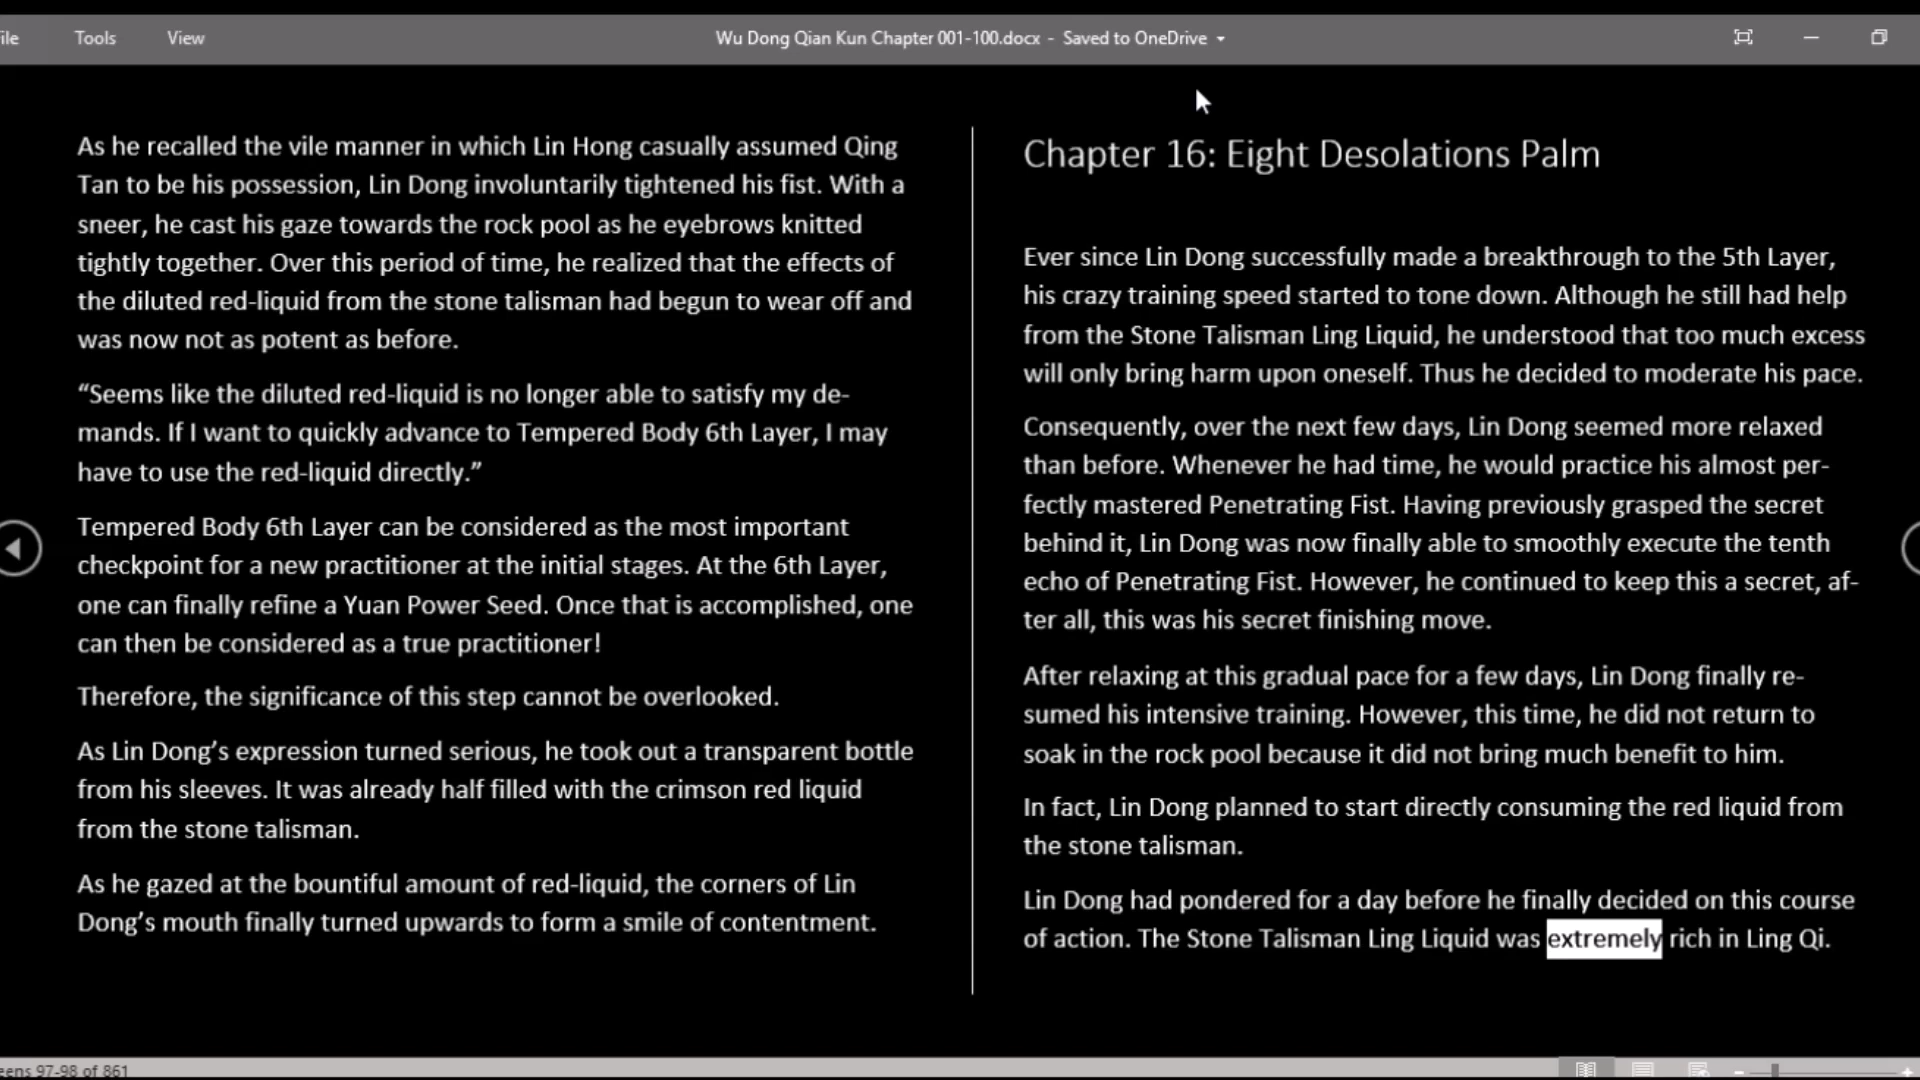 Tools
View
Wu Dong Qian Kun Chapter 001-100.docx - Saved to OneDrive
As he recalled the vile manner in which Lin Hong casually assumed Qing
Tan to be his possession, Lin Dong involuntarily tightened his fist. With a
sneer, he cast his gaze towards the rock pool as he eyebrows knitted
tightly together. Over this period of time, he realized that the effects of
the diluted red-liquid from the stone talisman had begun to wear off and
was now not as potent as before.
“Seems like the diluted red-liquid is no longer able to satisfy my de-
mands. If I want to quickly advance to Tempered Body 6th Layer, I may
have to use the red-liquid directly.”
Tempered Body 6th Layer can be considered as the most important
checkpoint for a new practitioner at the initial stages. At the 6th Layer,
one can finally refine a Yuan Power Seed. Once that is accomplished, one
can then be considered as a true practitioner!
Therefore, the significance of this step cannot be overlooked.
As Lin Dong’s expression turned serious, he took out a transparent bottle
from his sleeves. It was already half filled with the crimson red liquid
from the stone talisman.
As he gazed at the bountiful amount of red-liquid, the corners of Lin
Dong’s mouth finally turned upwards to form a smile of contentment.
Chapter 16: Eight Desolations Palm
Ever since Lin Dong successfully made a breakthrough to the 5th Layer,
his crazy training speed started to tone down. Although he still had help
from the Stone Talisman Ling Liquid, he understood that too much excess
will only bring harm upon oneself. Thus he decided to moderate his pace.
Consequently, over the next few days, Lin Dong seemed more relaxed
than before. Whenever he had time, he would practice his almost per-
fectly mastered Penetrating Fist. Having previously grasped the secret
behind it, Lin Dong was now finally able to smoothly execute the tenth
echo of Penetrating Fist. However, he continued to keep this a secret, af-
ter all, this was his secret finishing move.
After relaxing at this gradual pace for a few days, Lin Dong finally re-
sumed his intensive training. However, this time, he did not return to
soak in the rock pool because it did not bring much benefit to him.
In fact, Lin Dong planned to start directly consuming the red liquid from
the stone talisman.
Lin Dong had pondered for a day before he finally decided on this course
of action. The Stone Talisman Ling Liquid was extremely rich in Ling Qi.
97-98 of 861